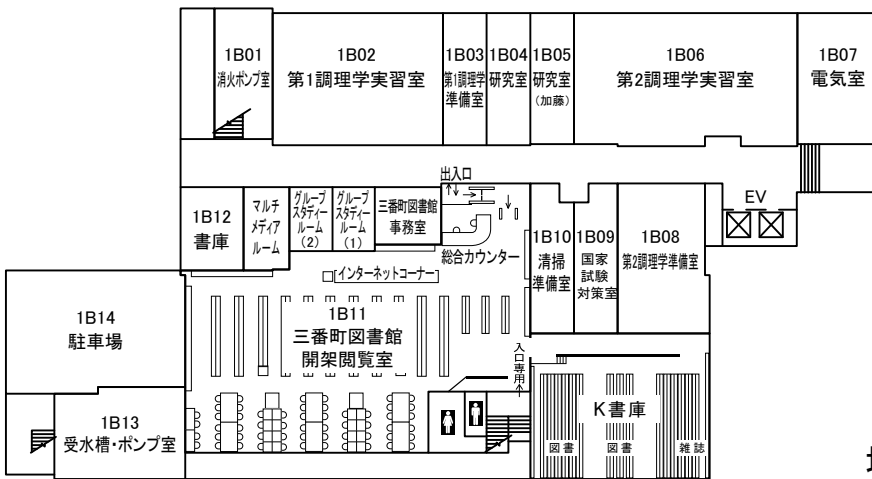 1B01
消火ポンプ室
1B02
第1調理学実習室
1B03
第1調理学
準備室
1B04
研究室
1B05
研究室
(加藤)
1B06
第2調理学実習室
1B07
電気室
出入口
EV
1B12
書庫
マルチ
メディア
ルーム
グループ
スタディー
ルーム
(2)
グループ
スタディー
ルーム
(1)
三番町図書館
事務室
総合カウンター
1B10
清掃
準備室
1B09
国家
試験
対策室
1B08
第2調理学準備室
インターネットコーナー
1B14
駐車場
1B11
三番町図書館
開架閲覧室
入口専用
1B13
受水槽・ポンプ室
K書庫
図書
図書
雑誌